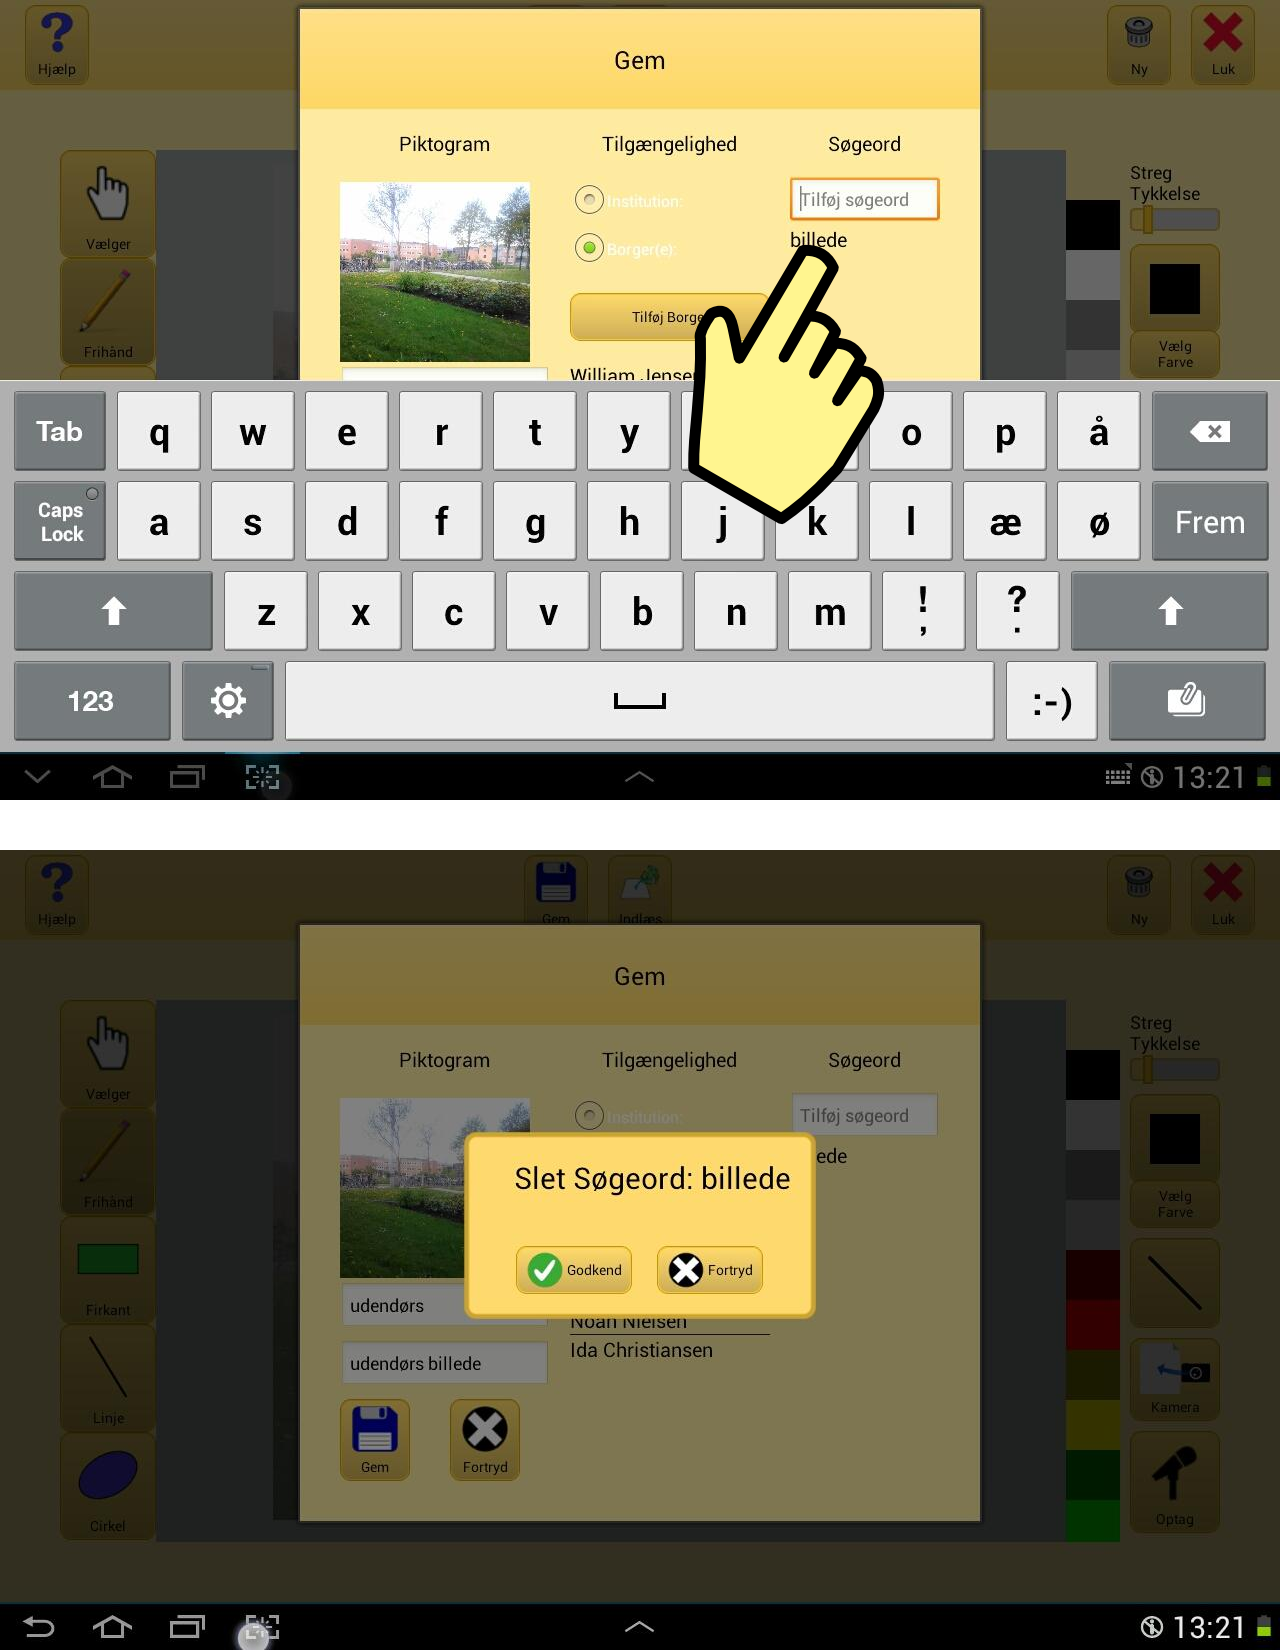 Hjælp
Gem
Ny
Luk
Piktogram
Tilgængelighed
Søgeord
Institution:
Tilføj søgeord
Borger(e):
billede
Tilføj Borge
William Jensen
Vælger
Frihånd
Streg
Tykkelse
Vælg
Farve
Tab
q
w
e
r
t
y
o
p
å
Caps
Lock
a
s
d
f
g
h
j
k
l
æ
ø
Frem
z
x
c
v
b
n
m
!
,
?
.
123
:-)
13:21
Hjælp
Gem
Indlæs
Ny
Luk
Gem
Piktogram
Tilgængelighed
Søgeord
Institution:
Tilføj søgeord
ede
Slet Søgeord: billede
Godkend
Fortryd
udendørs
Noah Nielsen
Ida Christiansen
udendørs billede
Gem
Fortryd
Vælger
Frihånd
Firkant
Linje
Cirkel
Streg
Tykkelse
Vælg
Farve
Kamera
Optag
13:21